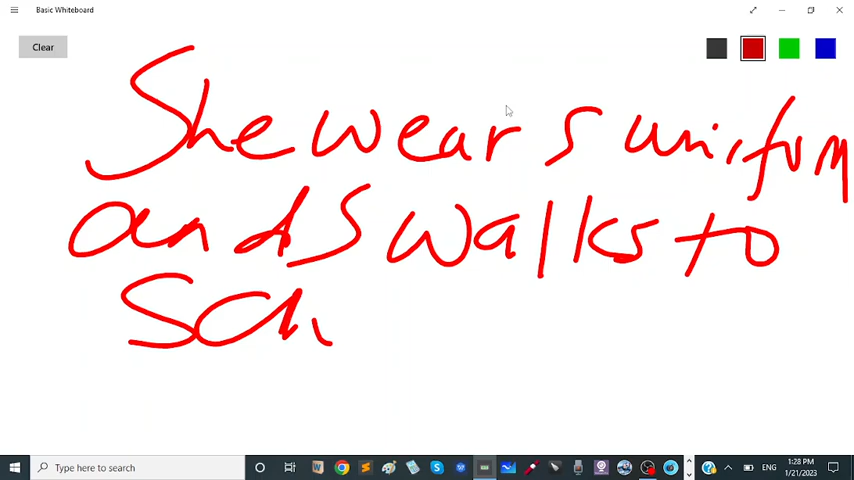 Basic Whiteboard
Clear
She wears uniform
and s walks to
Sch
Type here to search
ENG
1:28 PM
1/21/2023